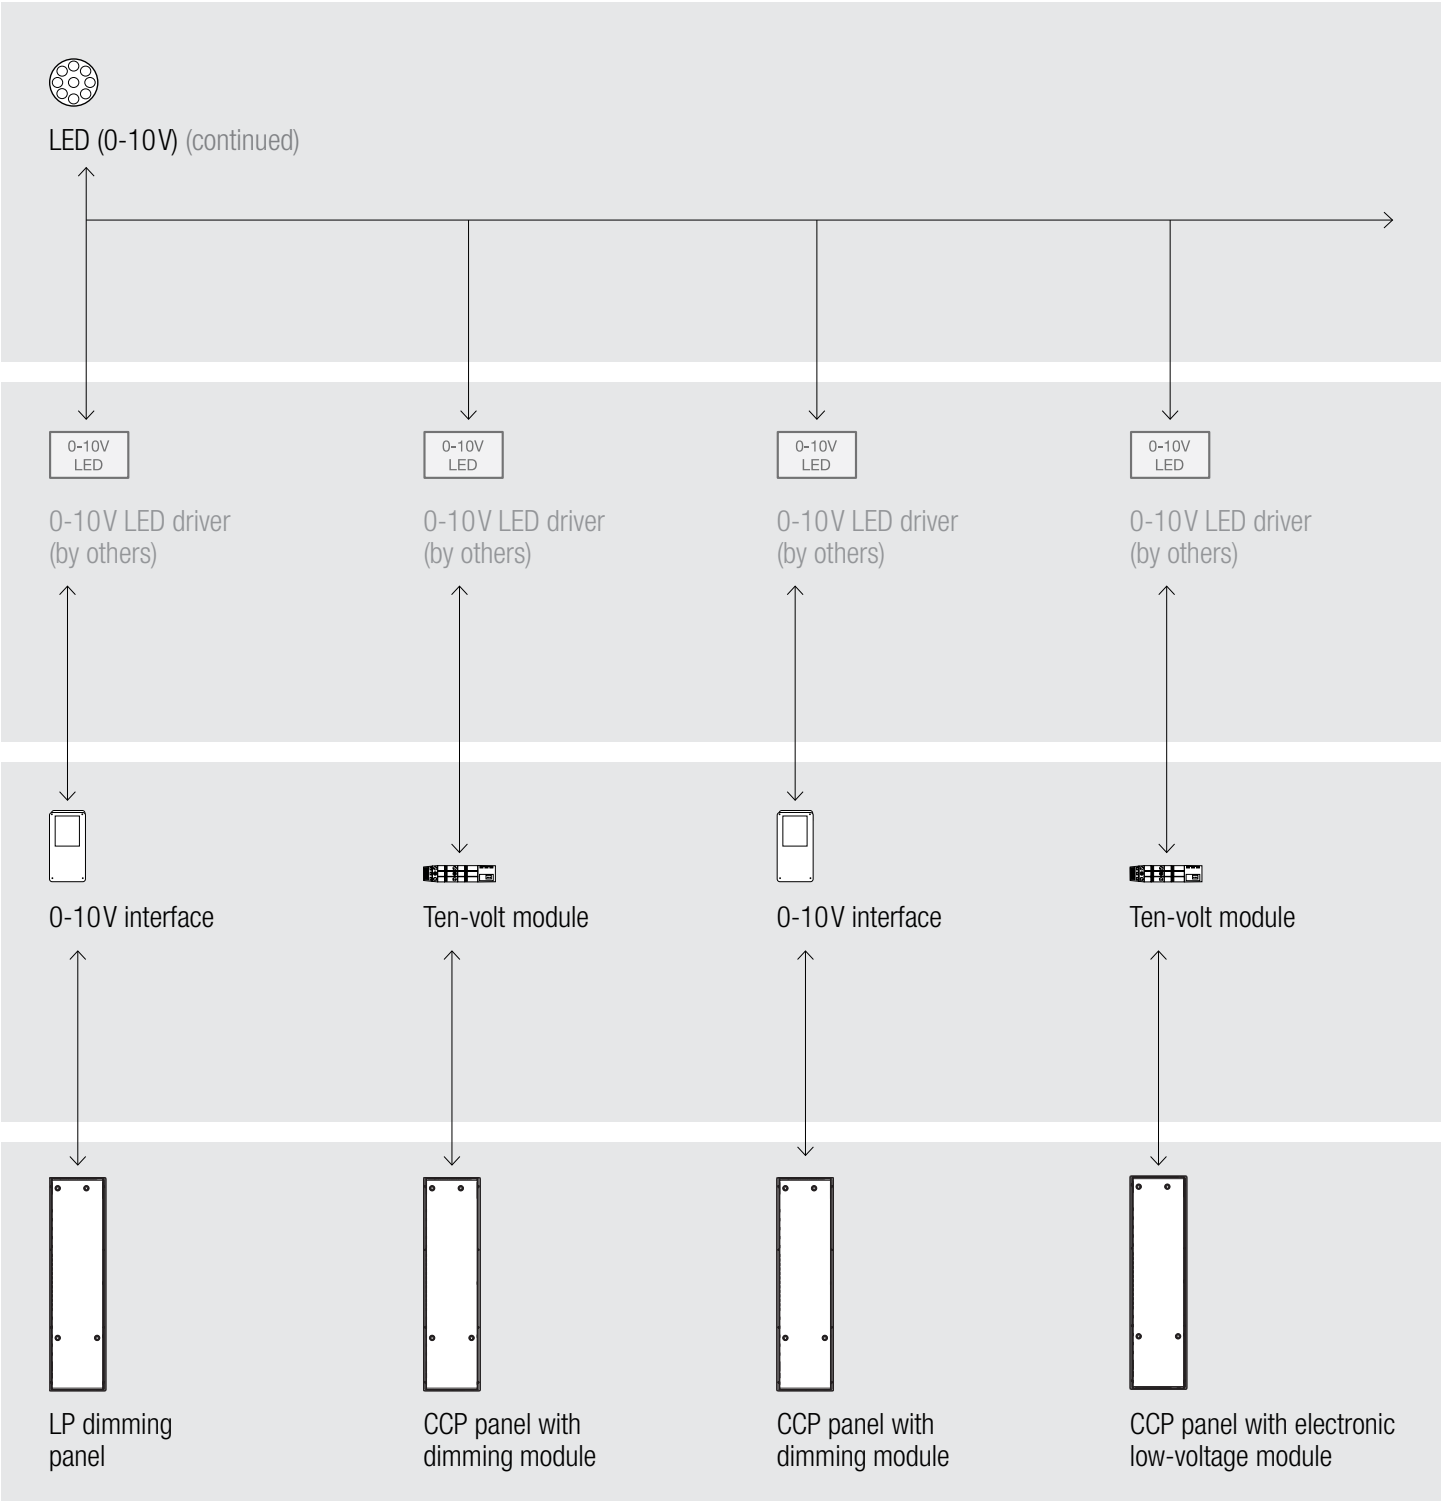 LED (0-10V) (continued)
0-10V
LED
0-10V
LED
0-10V
LED
0-10V
LED
0-10V LED driver
(by others)
0-10V LED driver
(by others)
0-10V LED driver
(by others)
0-10V LED driver
(by others)
0-10V interface
Ten-volt module
0-10V interface
Ten-volt module
LP dimming
panel
CCP panel with
dimming module
CCP panel with
dimming module
CCP panel with electronic
low-voltage module